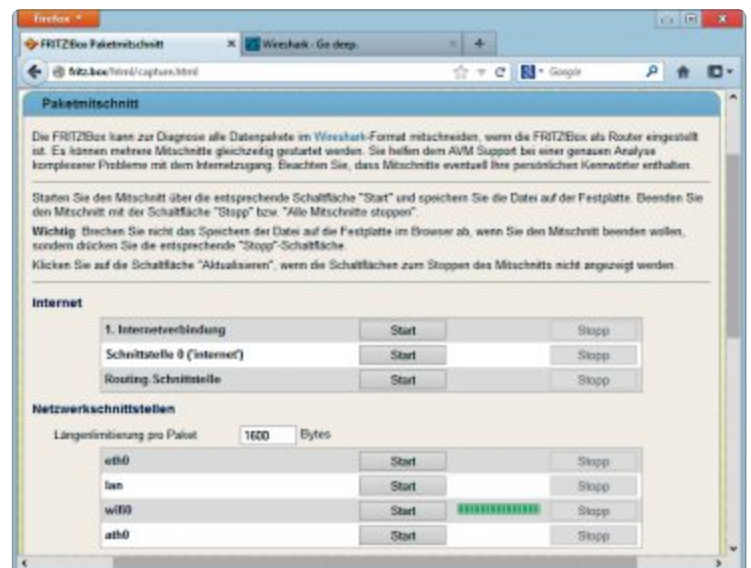 Firefox
FRITZ!Box Paketmitschnitt
Wireshark · Go deep.
fritz.box/html/capture.html
Google
Paketmitschnitt
Die FRITZ!Box kann zur Diagnose alle Datenpakete im Wireshark-Format mitschneiden, wenn die FRITZ!Box als Router eingestellt
ist. Es können mehrere Mitschnitte gleichzeitig gestartet werden. Sie helfen dem AVM Support bei einer genauen Analyse
komplexerer Probleme mit dem Internetzugang. Beachten Sie, dass Mitschnitte eventuell Ihre persönlichen Kennwörter enthalten.
Starten Sie den Mitschnitt über die entsprechende Schaltfläche "Start" und speichern Sie die Datei auf der Festplatte. Beenden Sie
den Mitschnitt mit der Schaltfläche "Stopp" bzw. "Alle Mitschnitte stoppen".
Wichtig: Brechen Sie nicht das Speichern der Datei auf die Festplatte im Browser ab, wenn Sie den Mitschnitt beenden wollen,
sondern drücken Sie die entsprechende "Stopp"-Schaltfläche.
Klicken Sie auf die Schaltfläche "Aktualisieren", wenn die Schaltflächen zum Stoppen des Mitschnitts nicht angezeigt werden.
Internet
1. Internetverbindung Start Stopp
Schnittstelle 0 ('internet') Start Stopp
Routing-Schnittstelle Start Stopp
Netzwerkschnittstellen
Längenlimitierung pro Paket 1600 Bytes
eth0 Start Stopp
lan Start Stopp
wifi0 Start Stopp
ath0 Start Stopp